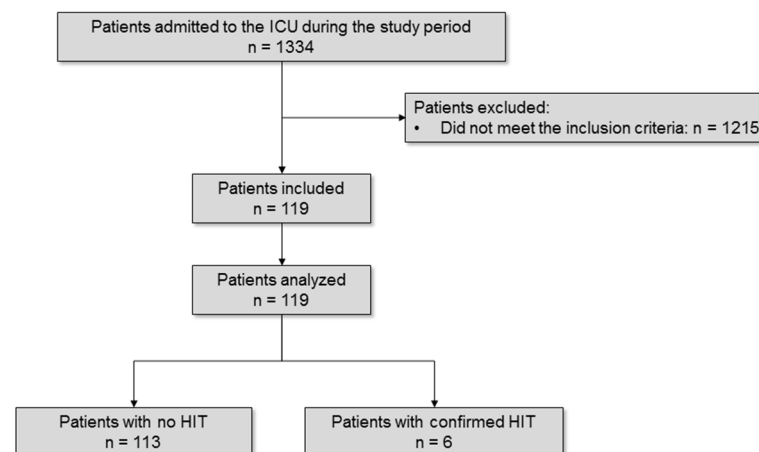 Patients admitted to the ICU during the study period
n = 1334
Patients excluded:
• Did not meet the inclusion criteria: n = 1215
Patients included
n = 119
Patients analyzed
n = 119
Patients with no HIT
n = 113
Patients with confirmed HIT
n = 6